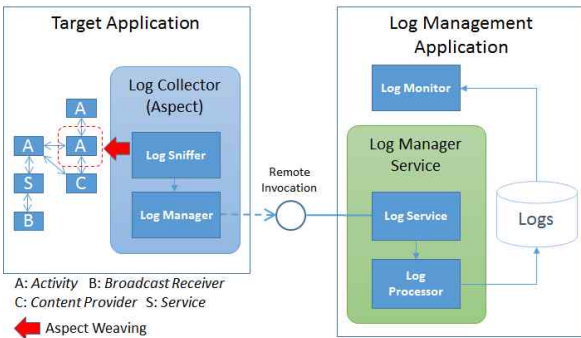 Target Application
Log Collector
(Aspect)
A
A
A
S
C
B
Log Sniffer
Log Manager
Remote
Invocation
Log Management
Application
Log Monitor
Log Manager
Service
Log Service
Log
Processor
Logs
A: Activity B: Broadcast Receiver
C: Content Provider S: Service
Aspect Weaving